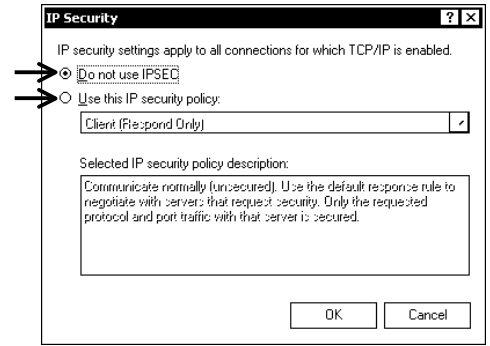 IP Security
IP security settings apply to all connections for which TCP/IP is enabled.
Do not use IPSEC
Use this IP security policy:
Client (Respond Only)
Selected IP security policy description:
Communicate normally (unsecured). Use the default response rule to
negotiate with servers that request security. Only the requested
protocol and port traffic with that server is secured.
OK
Cancel